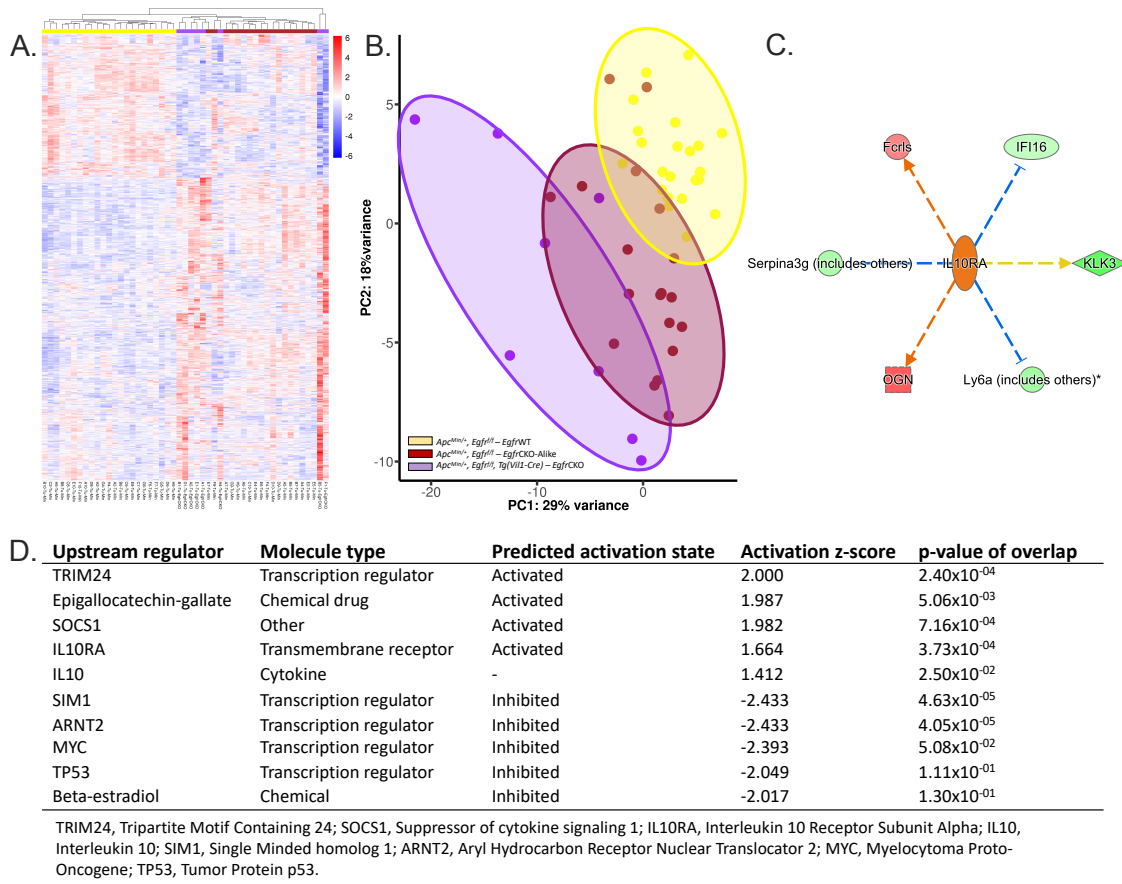 A.
6
4
2
0
-2
-4
-6
B.
PC2: 18%variance
5
0
-5
-10
-20
-10
0
PC1: 29% variance
Apc^Min/+, Egfr^f/f – EgfrWT
Apc^Min/+, Egfr^f/f – EgfrCKO-Alike
Apc^Min/+, Egfr^f/f, Tg(Vil1-Cre) – EgfrCKO
C.
Fcrls
IFI16
Serpina3g (includes others)
IL10RA
KLK3
OGN
Ly6a (includes others)*
D.
Upstream regulator Molecule type Predicted activation state Activation z-score p-value of overlap
TRIM24 Transcription regulator Activated 2.000 2.40x10^-04
Epigallocatechin-gallate Chemical drug Activated 1.987 5.06x10^-03
SOCS1 Other Activated 1.982 7.16x10^-04
IL10RA Transmembrane receptor Activated 1.664 3.73x10^-04
IL10 Cytokine - 1.412 2.50x10^-02
SIM1 Transcription regulator Inhibited -2.433 4.63x10^-05
ARNT2 Transcription regulator Inhibited -2.433 4.05x10^-05
MYC Transcription regulator Inhibited -2.393 5.08x10^-02
TP53 Transcription regulator Inhibited -2.049 1.11x10^-01
Beta-estradiol Chemical Inhibited -2.017 1.30x10^-01
TRIM24, Tripartite Motif Containing 24; SOCS1, Suppressor of cytokine signaling 1; IL10RA, Interleukin 10 Receptor Subunit Alpha; IL10,
Interleukin 10; SIM1, Single Minded homolog 1; ARNT2, Aryl Hydrocarbon Receptor Nuclear Translocator 2; MYC, Myelocytoma Proto-
Oncogene; TP53, Tumor Protein p53.